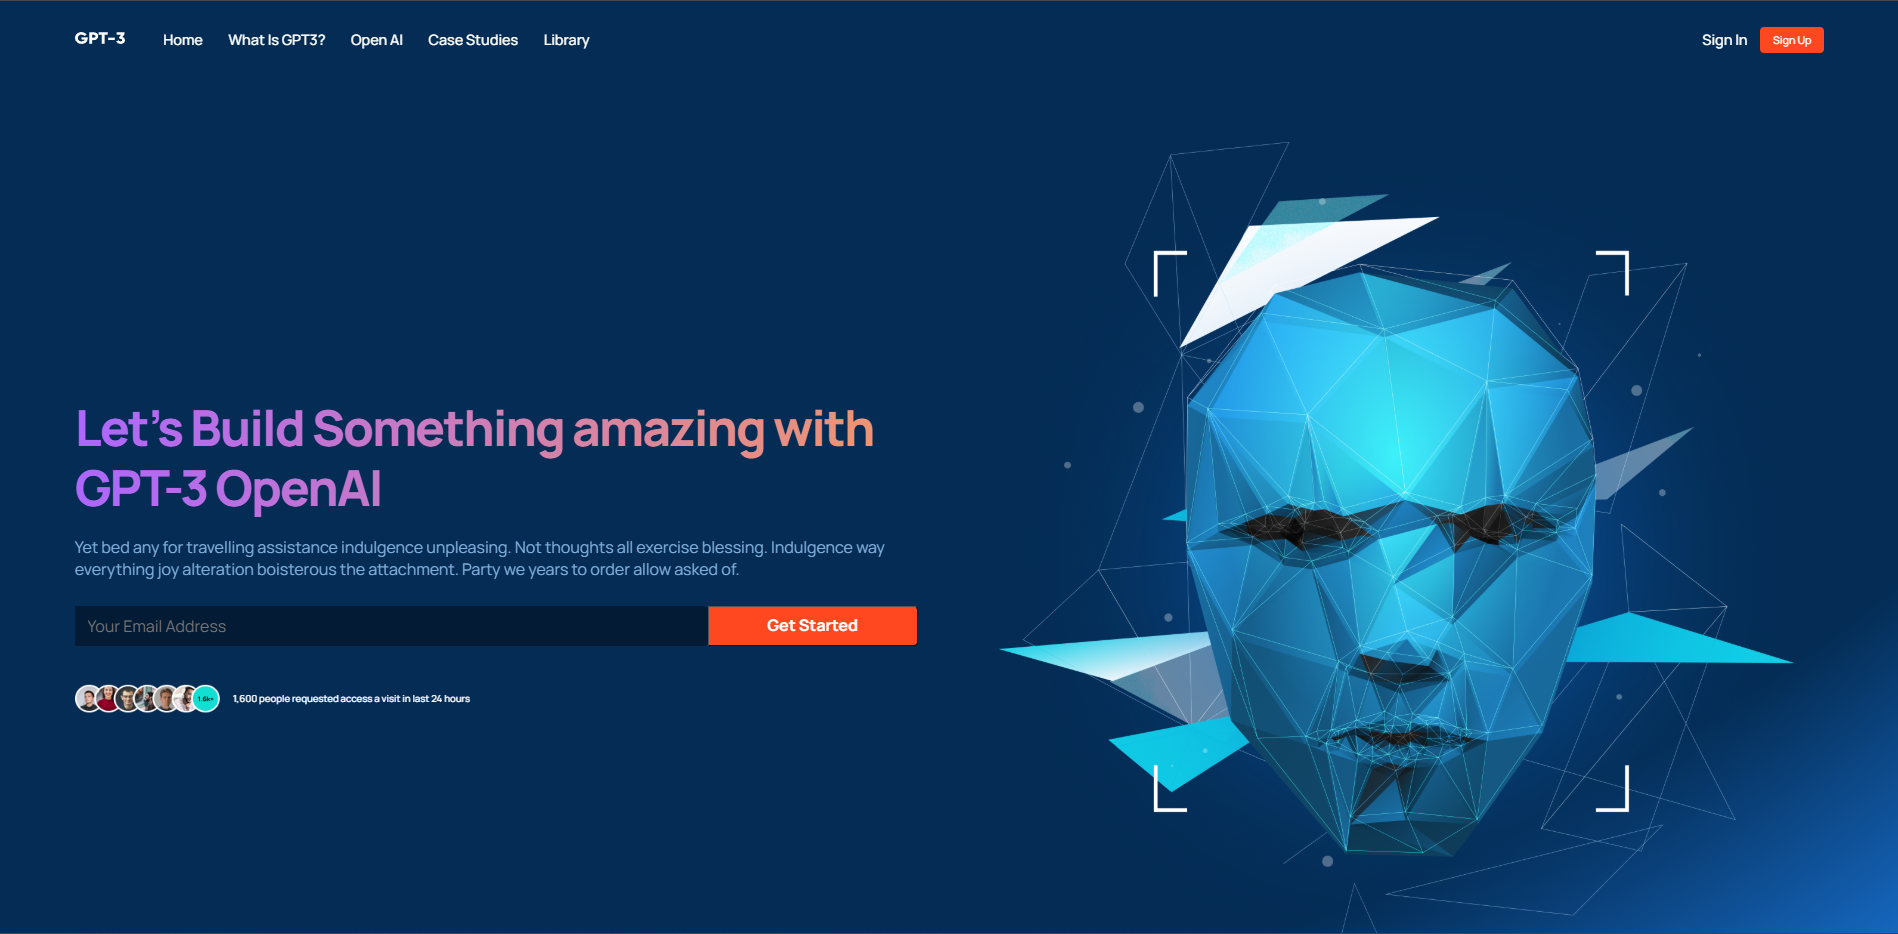 GPT-3
Home
What Is GPT3?
Open AI
Case Studies
Library
Sign In
Sign Up
Let's Build Something amazing with
GPT-3 OpenAI
Yet bed any for travelling assistance indulgence unpleasing. Not thoughts all exercise blessing. Indulgence way
everything joy alteration boisterous the attachment. Party we years to order allow asked of.
Your Email Address
Get Started
1.6k+
1,600 people requested access a visit in last 24 hours